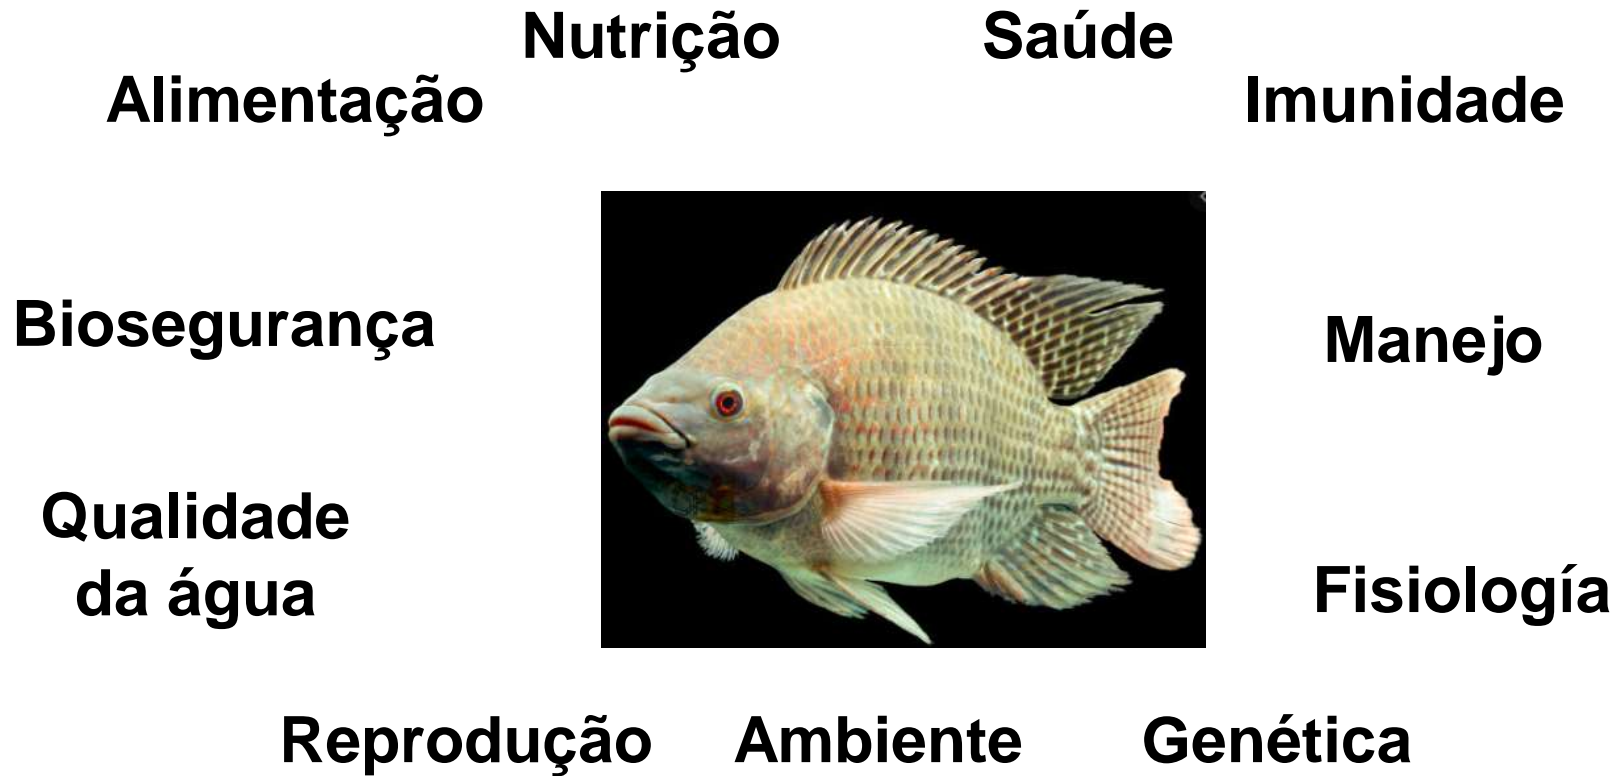 Nutrição
Saúde
Alimentação
Imunidade
Biosegurança
Manejo
Qualidade
da água
Fisiología
Reprodução
Ambiente
Genética